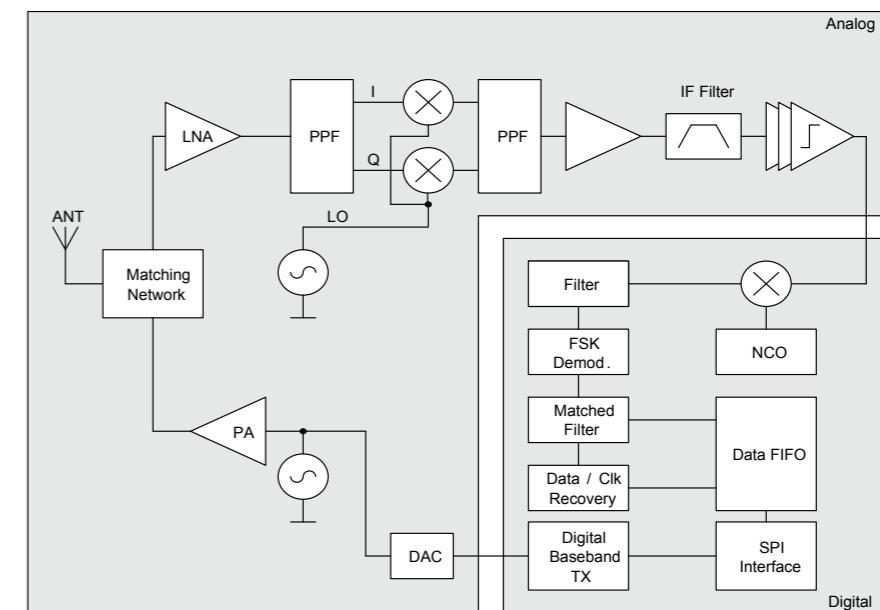 Analog
IF Filter
I
LNA
PPF
PPF
Q
LO
ANT
Matching
Network
Filter
FSK
Demod .
NCO
Matched
Filter
Data FIFO
PA
Data / Clk
Recovery
DAC
Digital
Baseband
TX
SPI
Interface
Digital